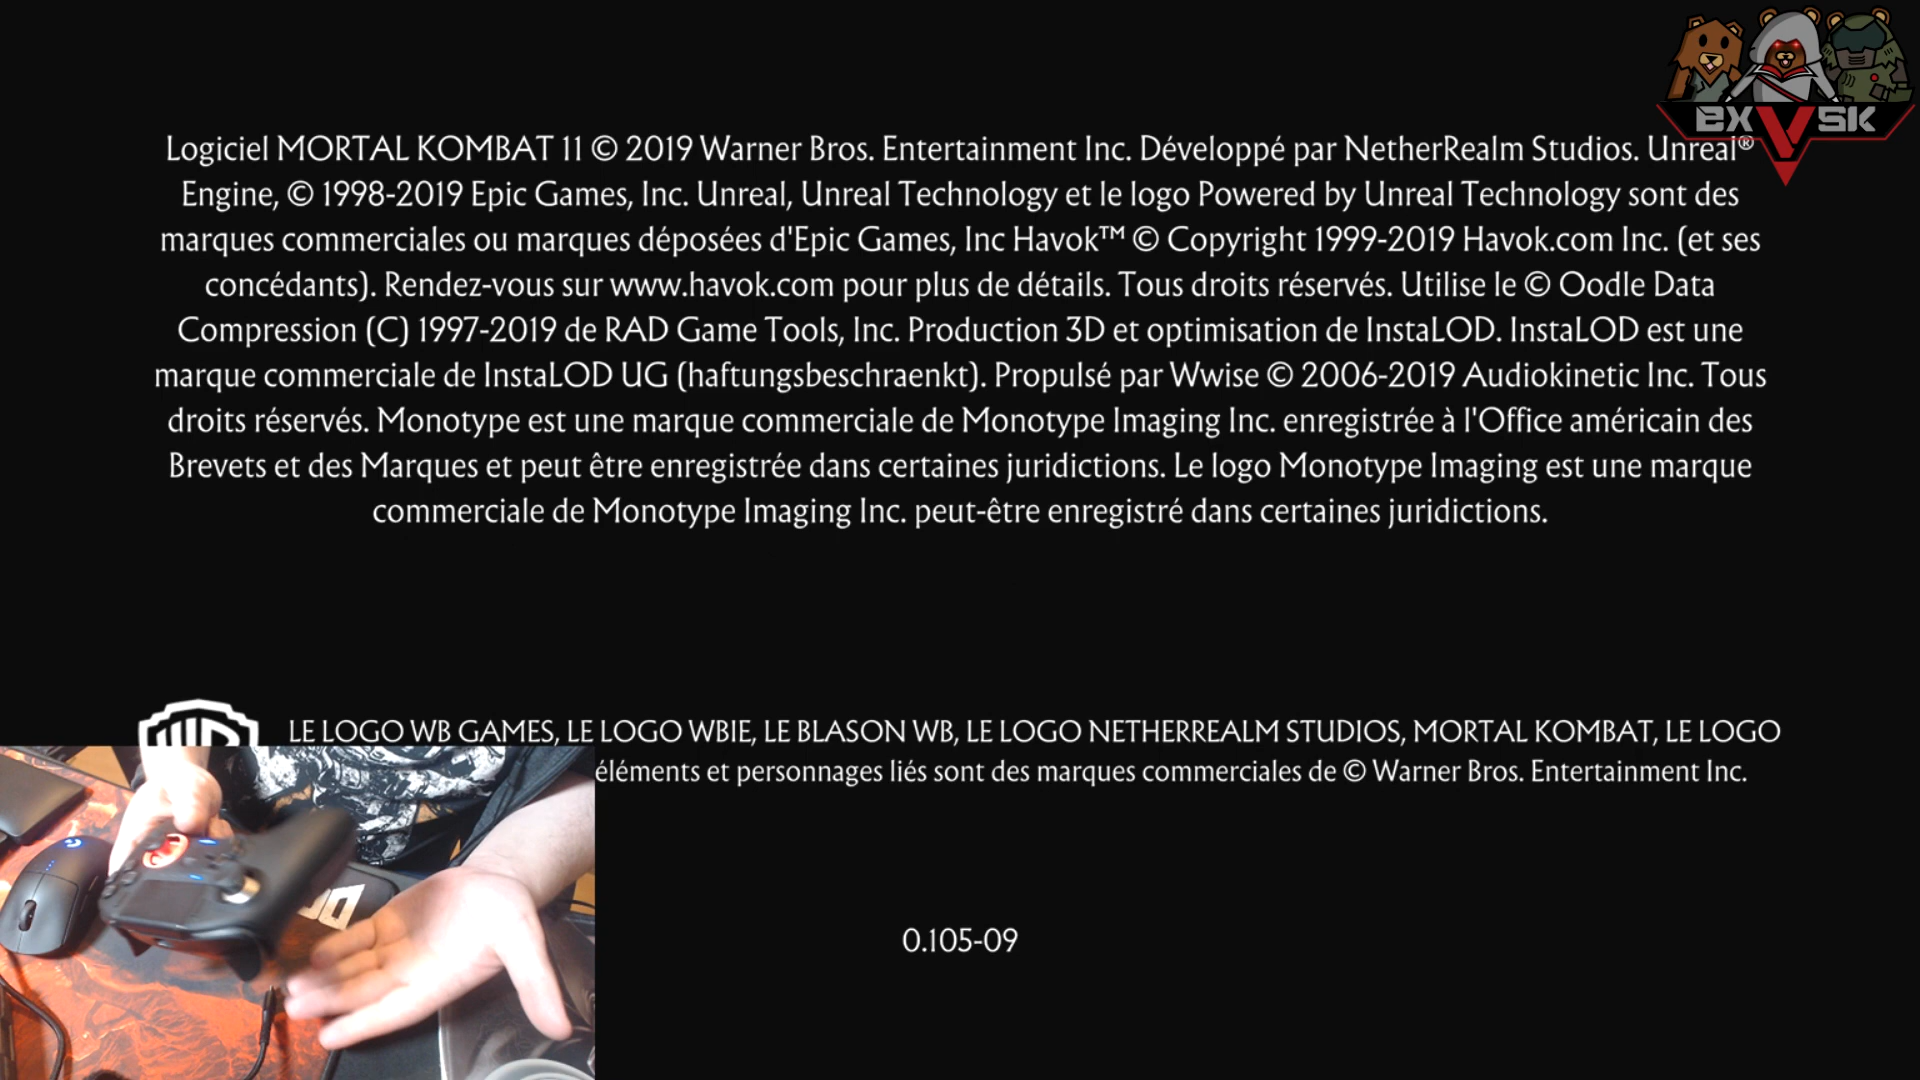 EX V SK
Logiciel MORTAL KOMBAT 11 © 2019 Warner Bros. Entertainment Inc. Développé par NetherRealm Studios. Unreal®
Engine, © 1998-2019 Epic Games, Inc. Unreal, Unreal Technology et le logo Powered by Unreal Technology sont des
marques commerciales ou marques déposées d'Epic Games, Inc Havok™ © Copyright 1999-2019 Havok.com Inc. (et ses
concédants). Rendez-vous sur www.havok.com pour plus de détails. Tous droits réservés. Utilise le © Oodle Data
Compression (C) 1997-2019 de RAD Game Tools, Inc. Production 3D et optimisation de InstaLOD. InstaLOD est une
marque commerciale de InstaLOD UG (haftungsbeschraenkt). Propulsé par Wwise © 2006-2019 Audiokinetic Inc. Tous
droits réservés. Monotype est une marque commerciale de Monotype Imaging Inc. enregistrée à l'Office américain des
Brevets et des Marques et peut être enregistrée dans certaines juridictions. Le logo Monotype Imaging est une marque
commerciale de Monotype Imaging Inc. peut-être enregistré dans certaines juridictions.
LE LOGO WB GAMES, LE LOGO WBIE, LE BLASON WB, LE LOGO NETHERREALM STUDIOS, MORTAL KOMBAT, LE LOGO
éléments et personnages liés sont des marques commerciales de © Warner Bros. Entertainment Inc.
0.105-09